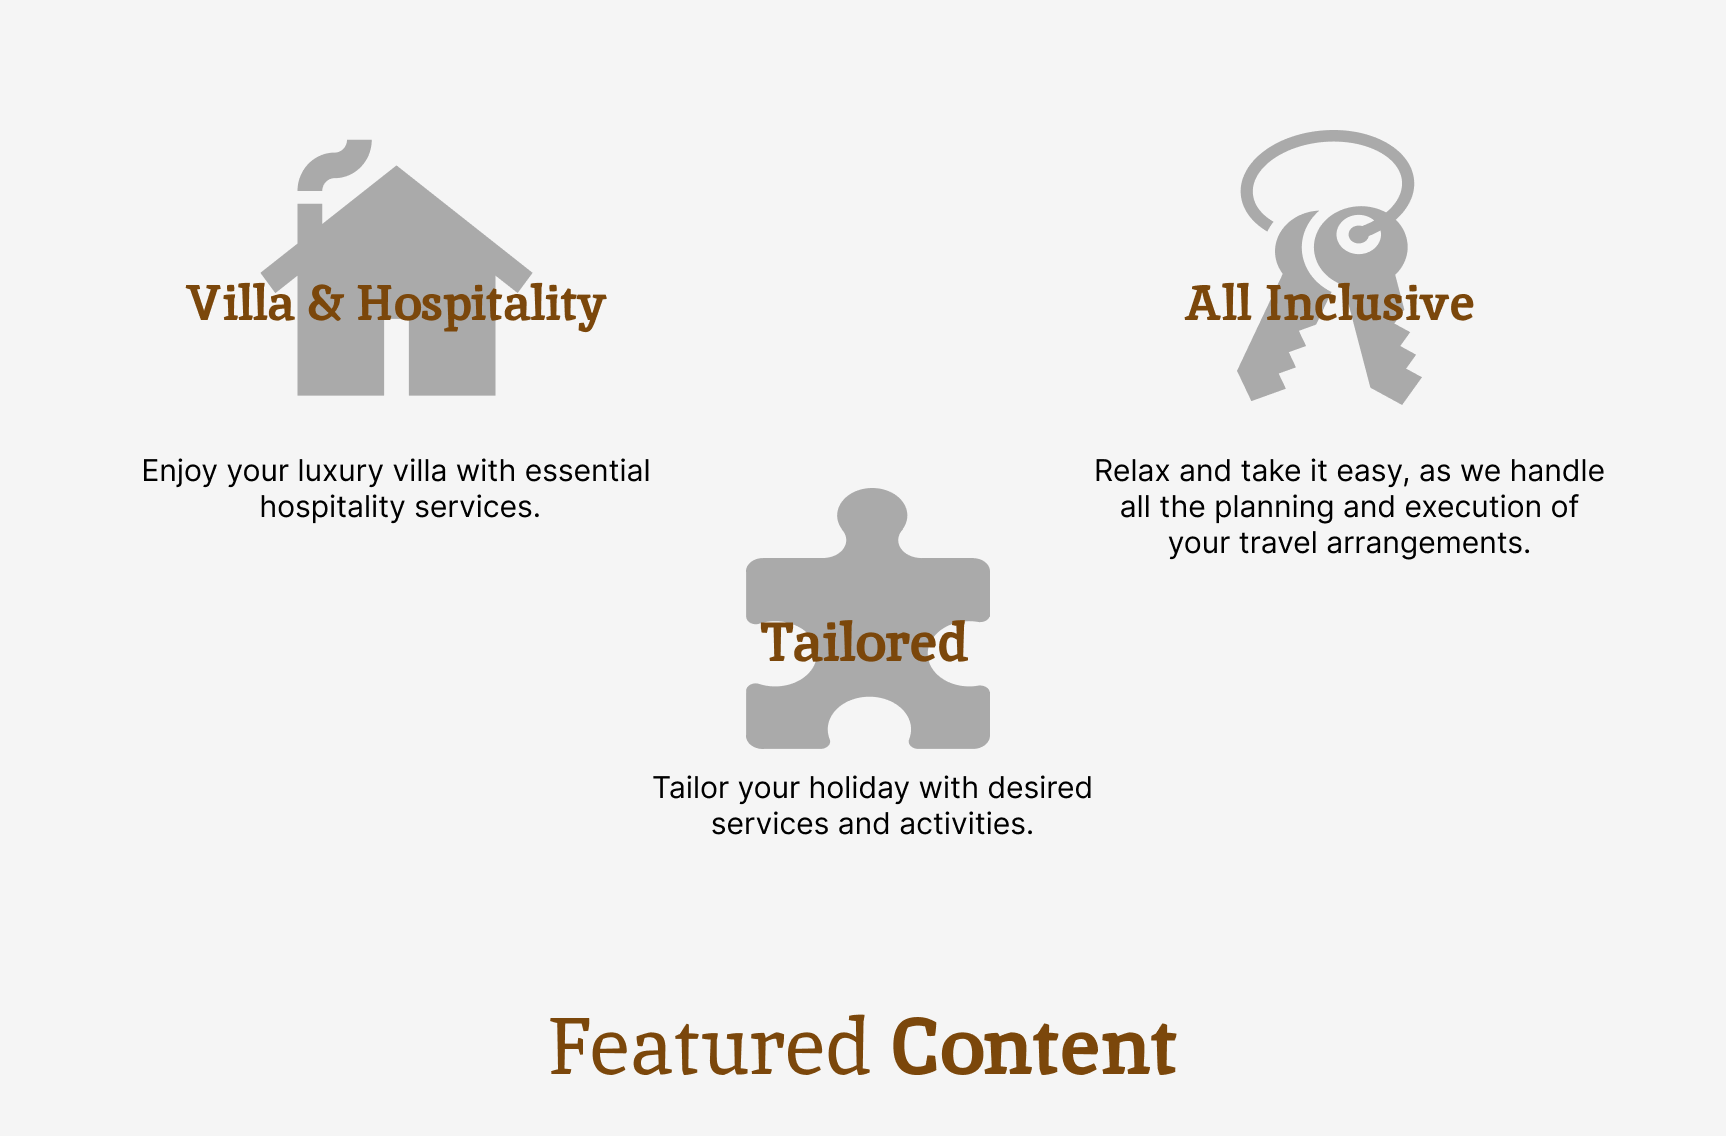 Villa & Hospitality
Enjoy your luxury villa with essential
hospitality services.
All Inclusive
Relax and take it easy, as we handle
all the planning and execution of
your travel arrangements.
Tailored
Tailor your holiday with desired
services and activities.
Featured Content